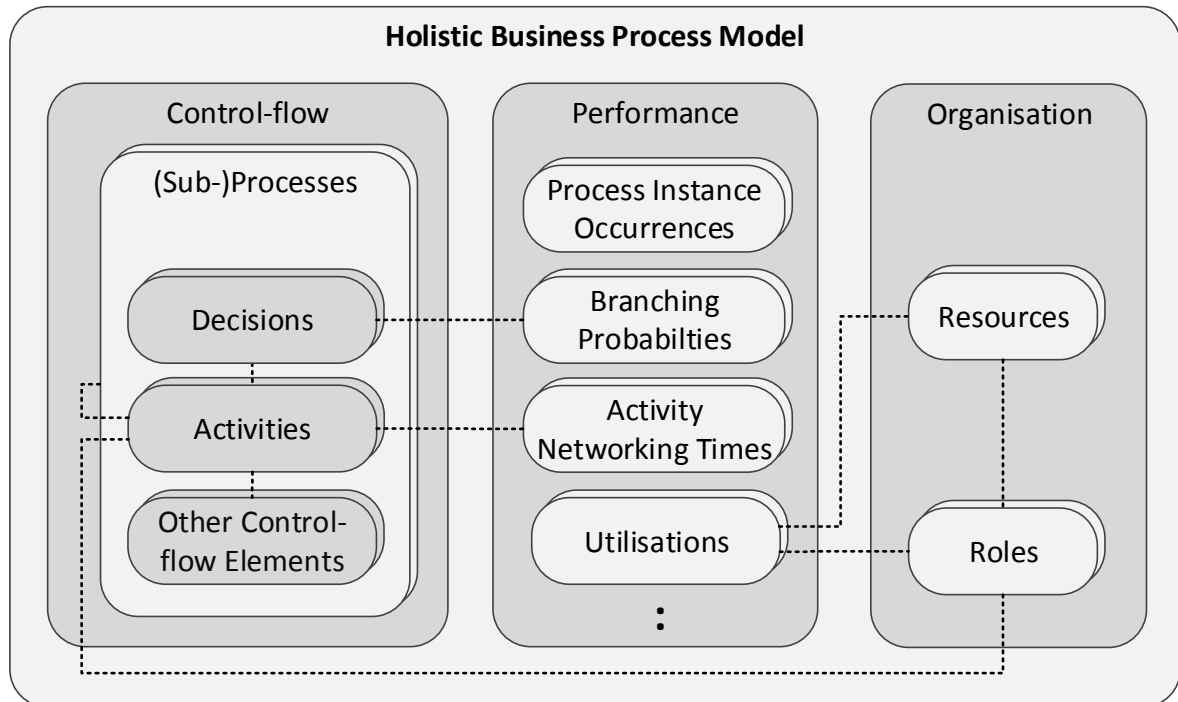 Holistic Business Process Model
Control-flow
(Sub-)Processes
Decisions
Activities
Other Control-
flow Elements
Performance
Process Instance
Occurrences
Branching
Probabilties
Activity
Networking Times
Utilisations
:
Organisation
Resources
Roles